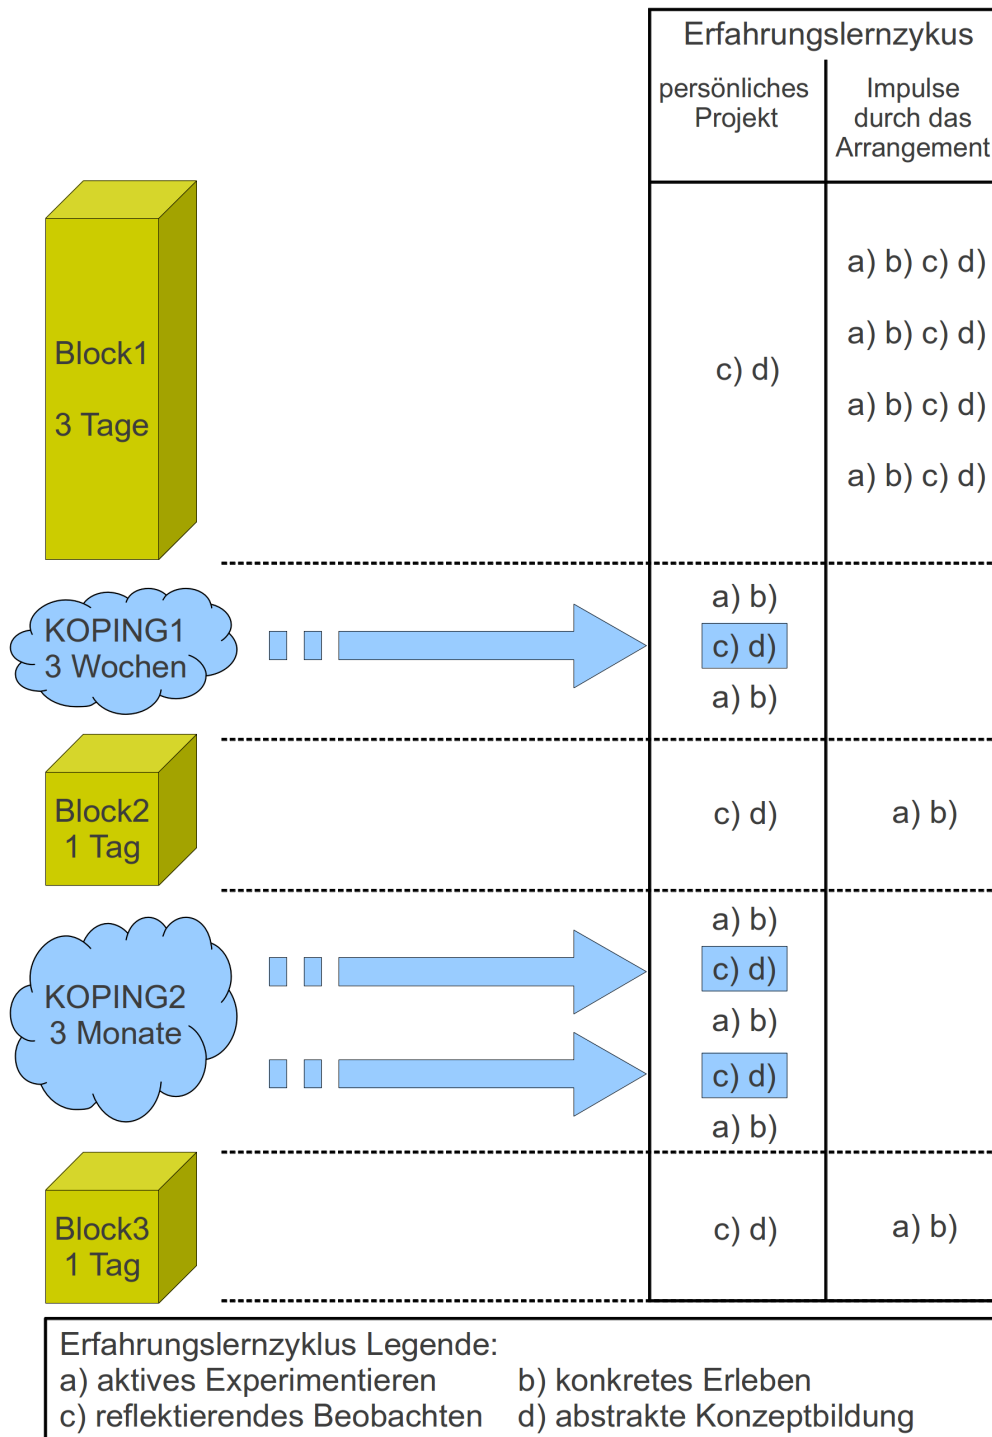 Erfahrungslernzykus
persönliches
Projekt
Impulse
durch das
Arrangement
Block1
3 Tage
c) d)
a) b) c) d)
a) b) c) d)
a) b) c) d)
a) b) c) d)
KOPING1
3 Wochen
a) b)
c) d)
a) b)
Block2
1 Tag
c) d)
a) b)
KOPING2
3 Monate
a) b)
c) d)
a) b)
c) d)
a) b)
Block3
1 Tag
c) d)
a) b)
Erfahrungslernzyklus Legende:
a) aktives Experimentieren b) konkretes Erleben
c) reflektierendes Beobachten d) abstrakte Konzeptbildung